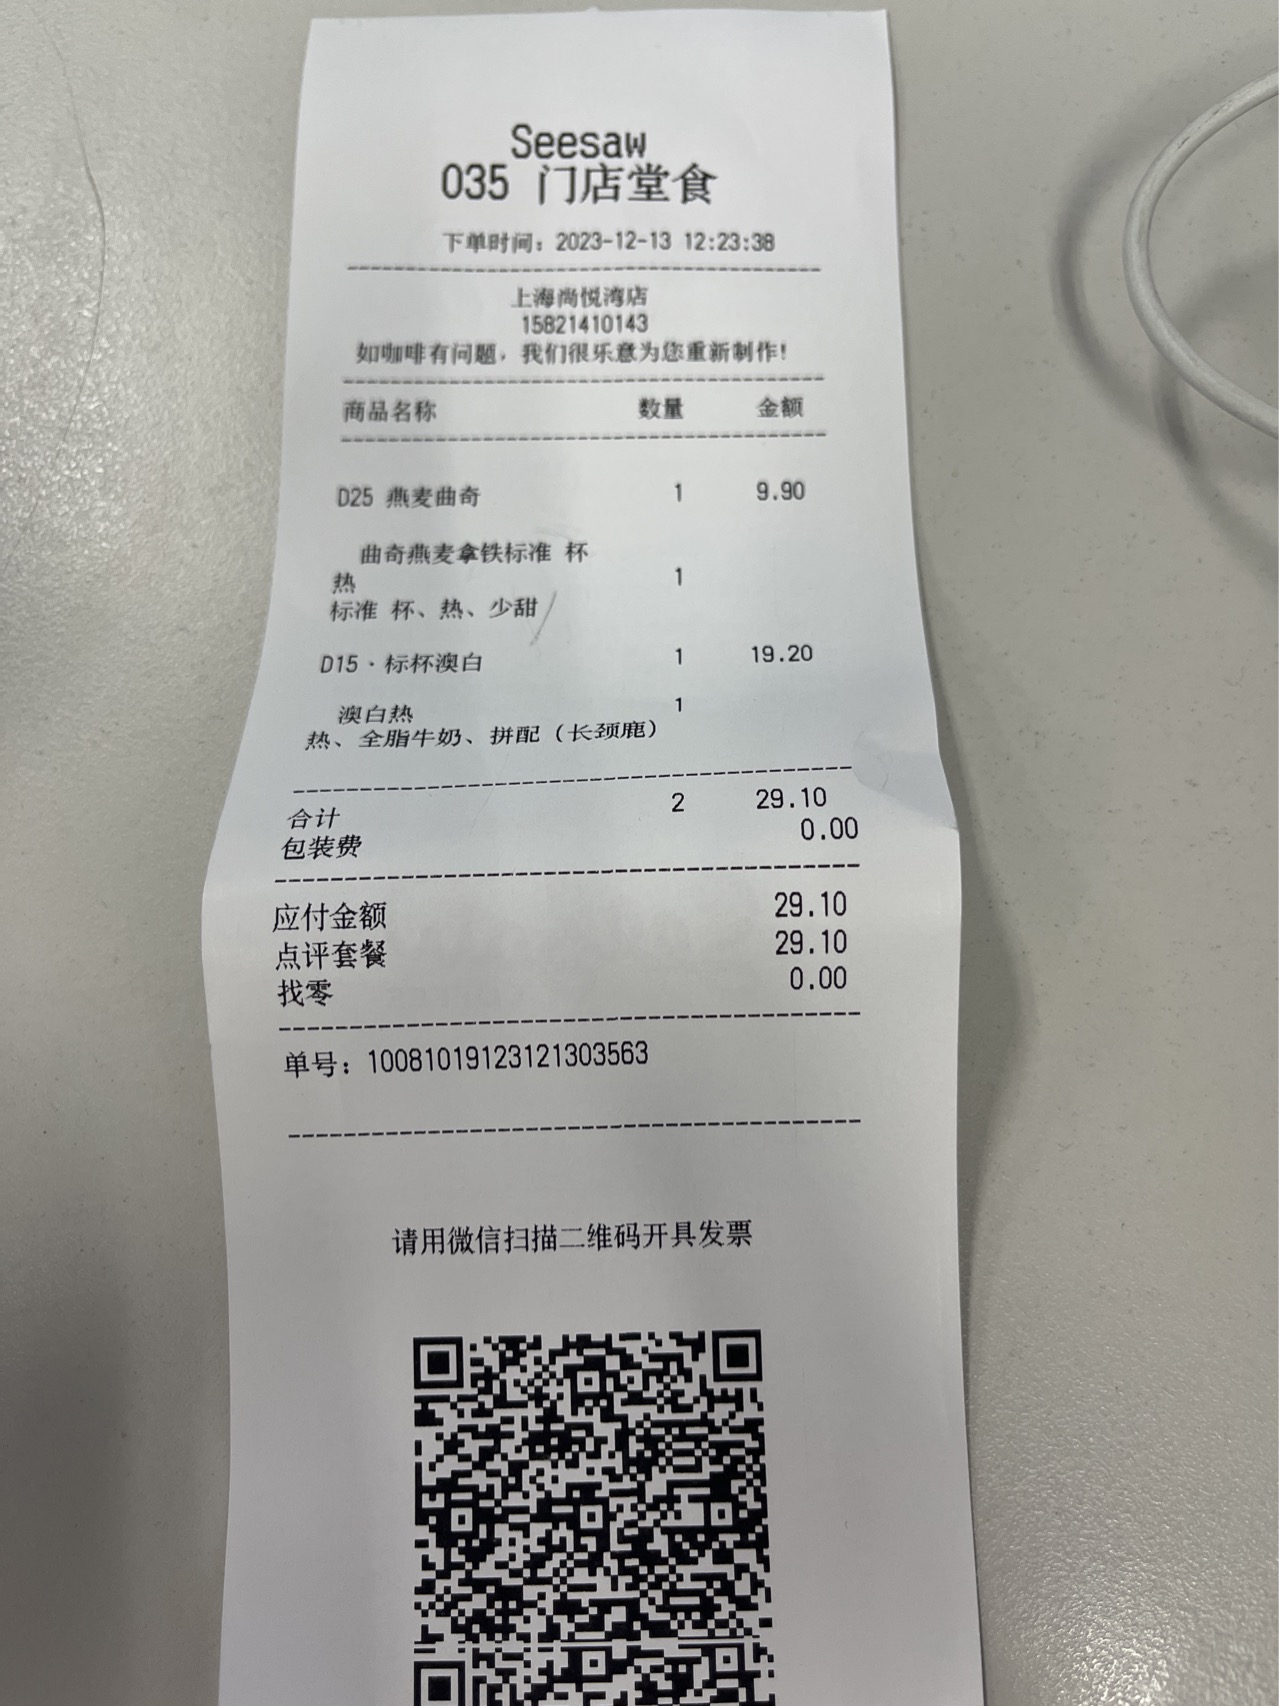 Seesaw
035 门店堂食
下单时间：2023-12-13 12:23:38
上海尚悦湾店
15821410143
如咖啡有问题，我们很乐意为您重新制作！
商品名称 数量 金额
D25 燕麦曲奇 1 9.90
曲奇燕麦拿铁标准 杯
热 1
标准 杯、热、少甜
D15·标杯澳白 1 19.20
澳白热 1
热、全脂牛奶、拼配（长颈鹿）
合计 2 29.10
包装费 0.00
应付金额 29.10
点评套餐 29.10
找零 0.00
单号：10081019123121303563
请用微信扫描二维码开具发票